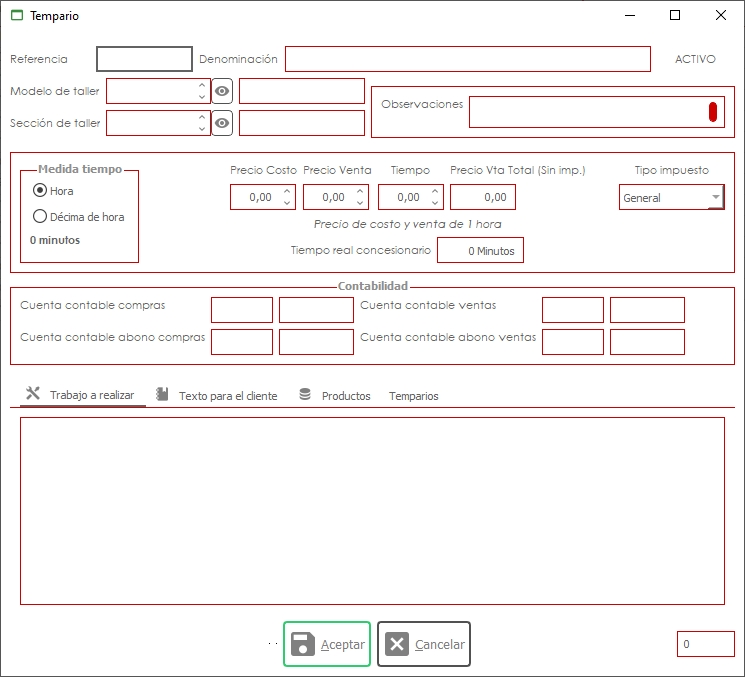 Tempario
Referencia Denominación ACTIVO
Modelo de taller
Observaciones
Sección de taller
Medida tiempo Precio Costo Precio Venta Tiempo Precio Vta Total (Sin imp.) Tipo impuesto
Hora 0,00 0,00 0,00 0,00 General
Décima de hora Precio de costo y venta de 1 hora
0 minutos Tiempo real concesionario 0 Minutos
Contabilidad
Cuenta contable compras Cuenta contable ventas
Cuenta contable abono compras Cuenta contable abono ventas
Trabajo a realizar Texto para el cliente Productos Temparios
. . Aceptar Cancelar 0